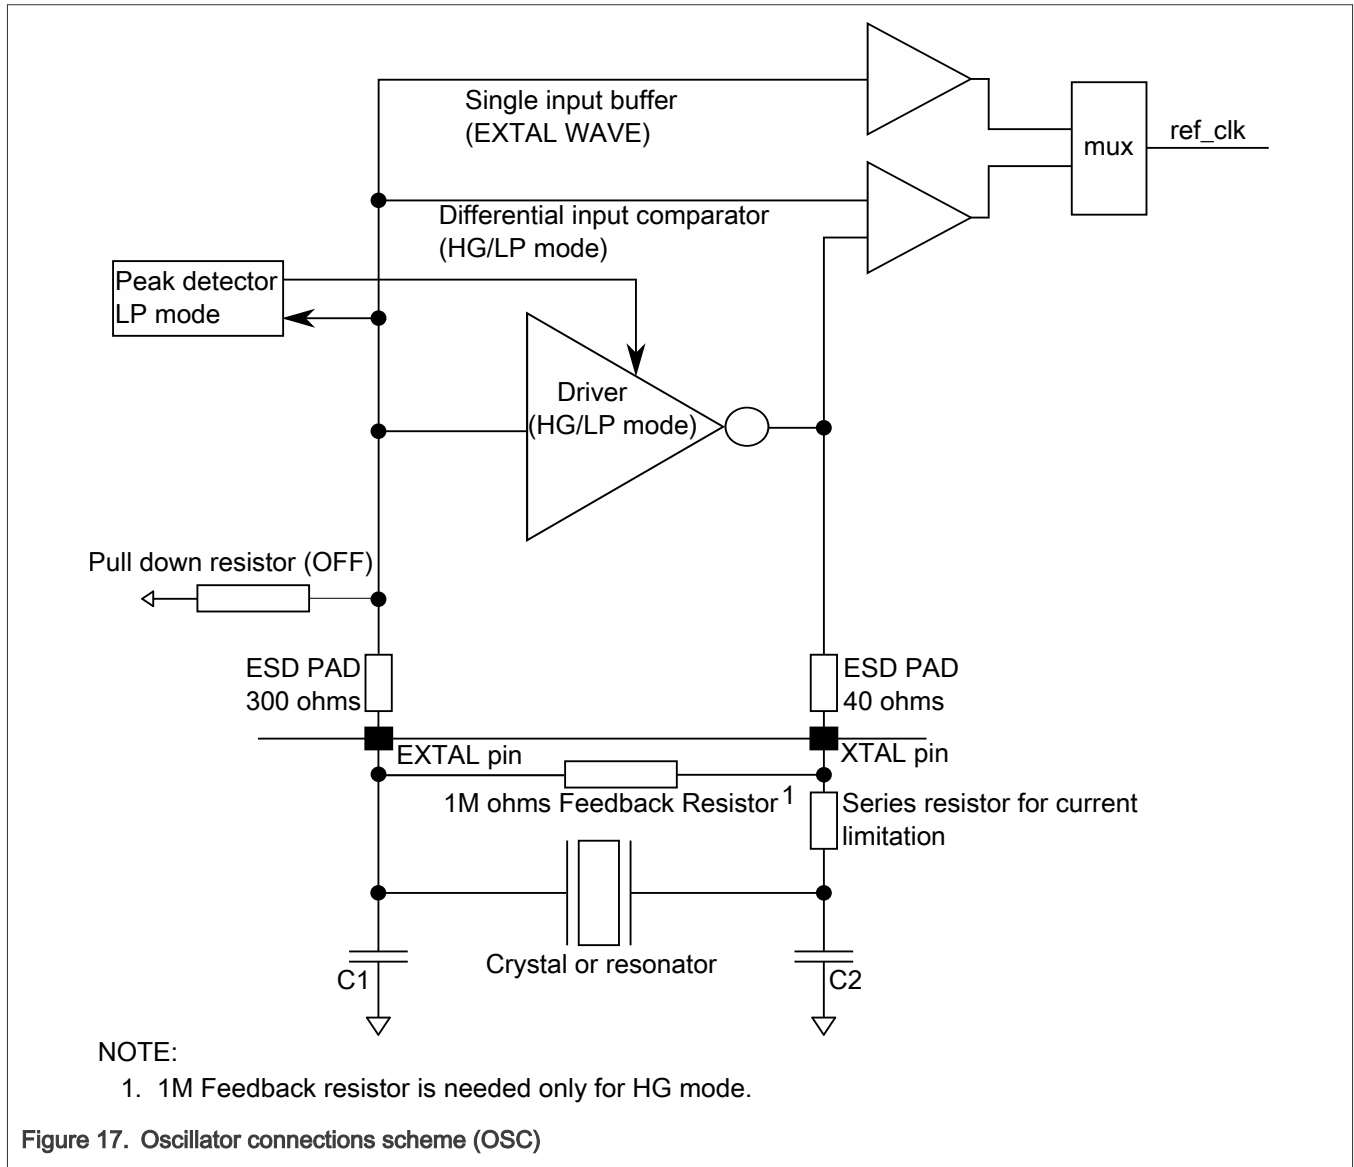 Single input buffer
(EXTAL WAVE)
mux
ref_clk
Differential input comparator
(HG/LP mode)
Peak detector
LP mode
Driver
(HG/LP mode)
Pull down resistor (OFF)
ESD PAD
300 ohms
ESD PAD
40 ohms
EXTAL pin
XTAL pin
1M ohms Feedback Resistor 1
Series resistor for current
limitation
Crystal or resonator
C1
C2
NOTE:
1. 1M Feedback resistor is needed only for HG mode.
Figure 17. Oscillator connections scheme (OSC)